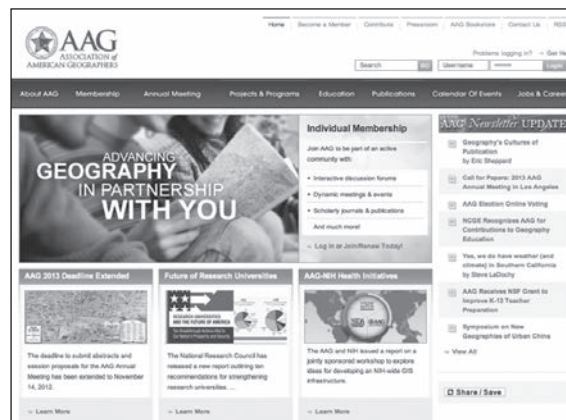 Home Become a Member Contribute Pressroom AAG Bookstore Contact Us RSS
AAG
ASSOCIATION of
AMERICAN GEOGRAPHERS
Problems logging in? Get He
Search GO Username Login
About AAG Membership Annual Meeting Projects & Programs Education Publications Calendar Of Events Jobs & Career
ADVANCING
GEOGRAPHY
IN PARTNERSHIP
WITH YOU
Individual Membership
Join AAG to be part of an active
community with:
• Interactive discussion forums
• Dynamic meetings & events
• Scholarly journals & publications
And much more!
Log In or Join/Renew Today!
AAG Newsletter UPDATE
Geography's Cultures of
Publication
by Eric Sheppard
Call for Papers: 2013 AAG
Annual Meeting in Los Angeles
AAG Election Online Voting
NCGE Recognizes AAG for
Contributions to Geography
Education
Yes, we do have weather (and
climate) in Southern California
by Steve LaDochy
AAG Receives NSF Grant to
Improve K-12 Teacher
Preparation
Symposium on New
Geographies of Urban China
View All
Share / Save
AAG 2013 Deadline Extended
The deadline to submit abstracts and
session proposals for the AAG Annual
Meeting has been extended to November
14, 2012.
Learn More
Future of Research Universities
RESEARCH UNIVERSITIES
AND THE FUTURE OF AMERICA
The National Research Council has
released a new report outlining ten
recommendations for strengthening
research universities. ...
Learn More
AAG-NIH Health Initiatives
The AAG and NIH issued a report on a
jointly sponsored workshop to explore
ideas for developing an NIH-wide GIS
infrastructure.
Learn More